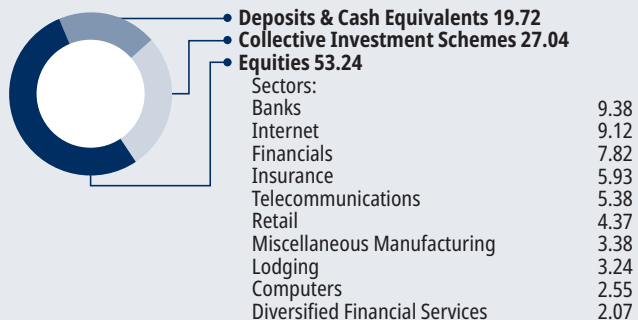 Deposits & Cash Equivalents 19.72
Collective Investment Schemes 27.04
Equities 53.24
Sectors:
Banks 9.38
Internet 9.12
Financials 7.82
Insurance 5.93
Telecommunications 5.38
Retail 4.37
Miscellaneous Manufacturing 3.38
Lodging 3.24
Computers 2.55
Diversified Financial Services 2.07